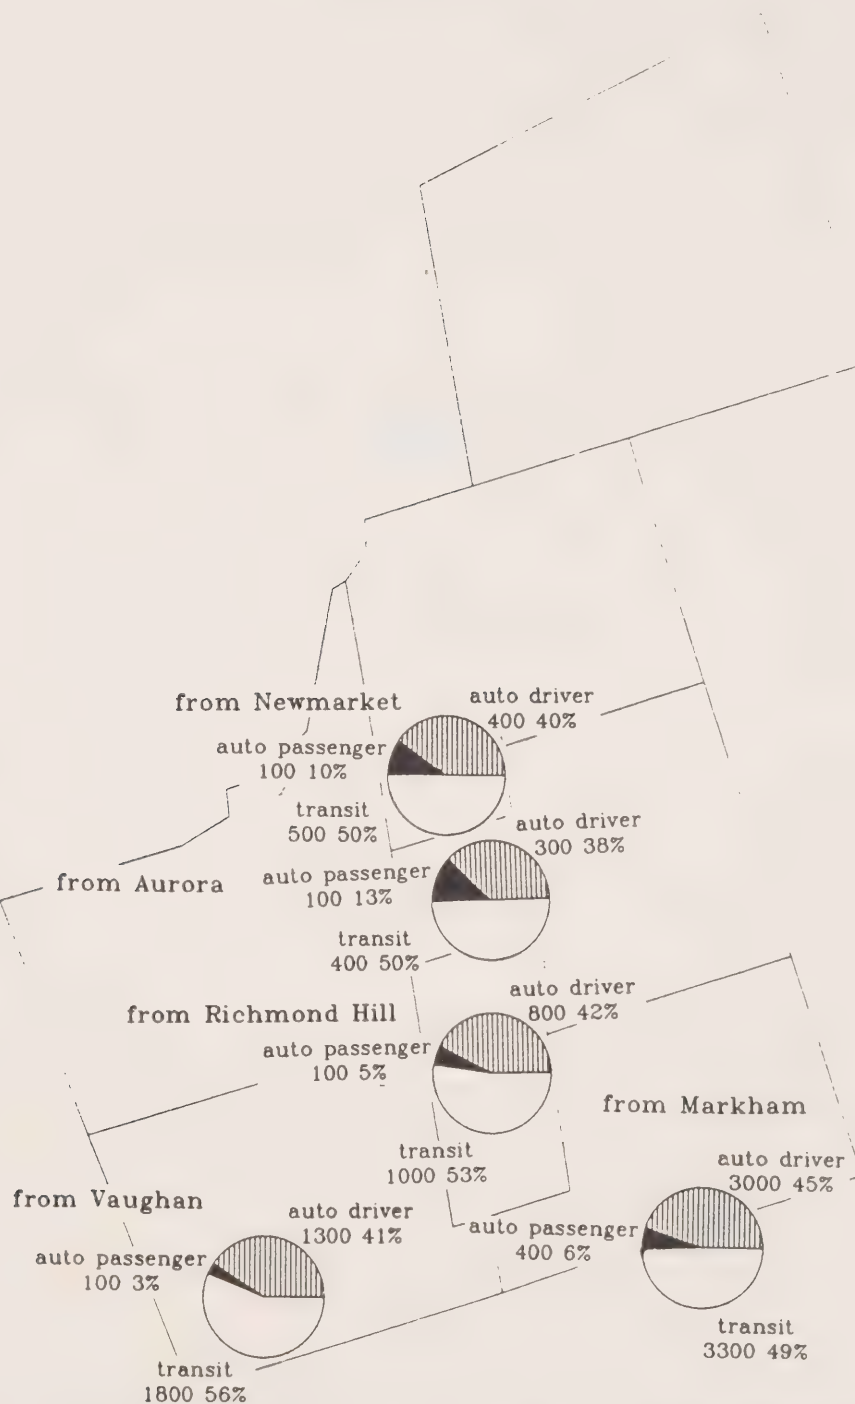 from Newmarket
auto driver
400 40%
auto passenger
100 10%
transit
500 50%
from Aurora
auto driver
300 38%
auto passenger
100 13%
transit
400 50%
from Richmond Hill
auto driver
800 42%
auto passenger
100 5%
transit
1000 53%
from Markham
auto driver
3000 45%
auto passenger
400 6%
transit
3300 49%
from Vaughan
auto driver
1300 41%
auto passenger
100 3%
transit
1800 56%